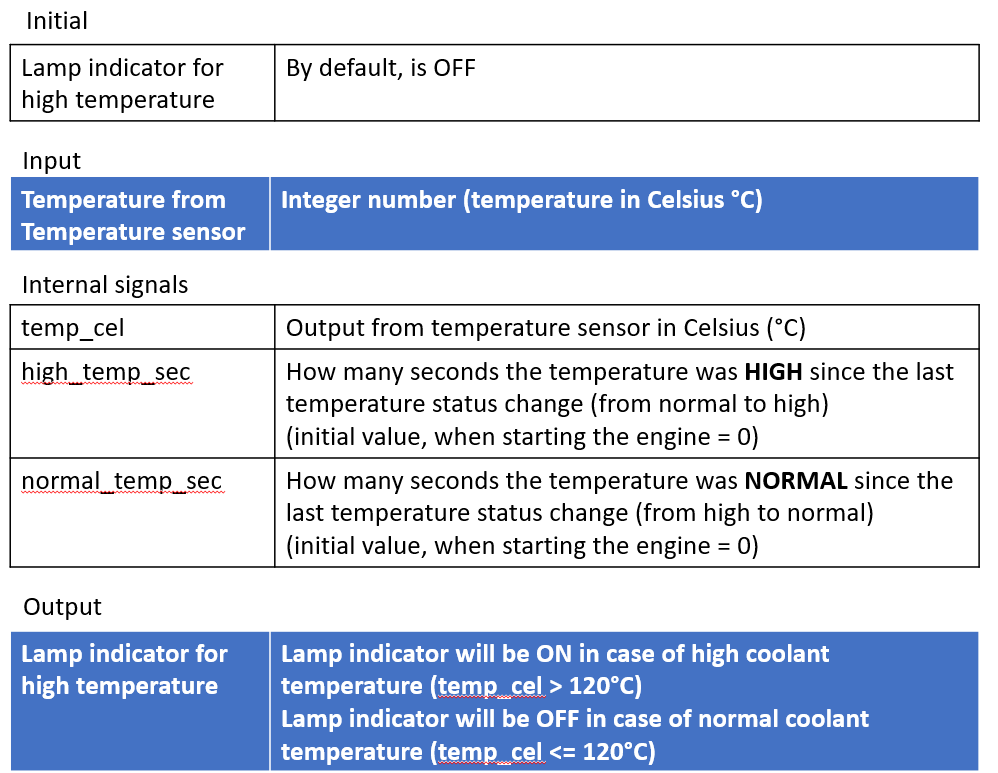 Initial
Lamp indicator for
high temperature
By default, is OFF
Input
Temperature from
Temperature sensor
Integer number (temperature in Celsius °C)
Internal signals
temp_cel
Output from temperature sensor in Celsius (°C)
high_temp_sec
How many seconds the temperature was HIGH since the last
temperature status change (from normal to high)
(initial value, when starting the engine = 0)
normal_temp_sec
How many seconds the temperature was NORMAL since the
last temperature status change (from high to normal)
(initial value, when starting the engine = 0)
Output
Lamp indicator for
high temperature
Lamp indicator will be ON in case of high coolant
temperature (temp_cel > 120°C)
Lamp indicator will be OFF in case of normal coolant
temperature (temp_cel <= 120°C)